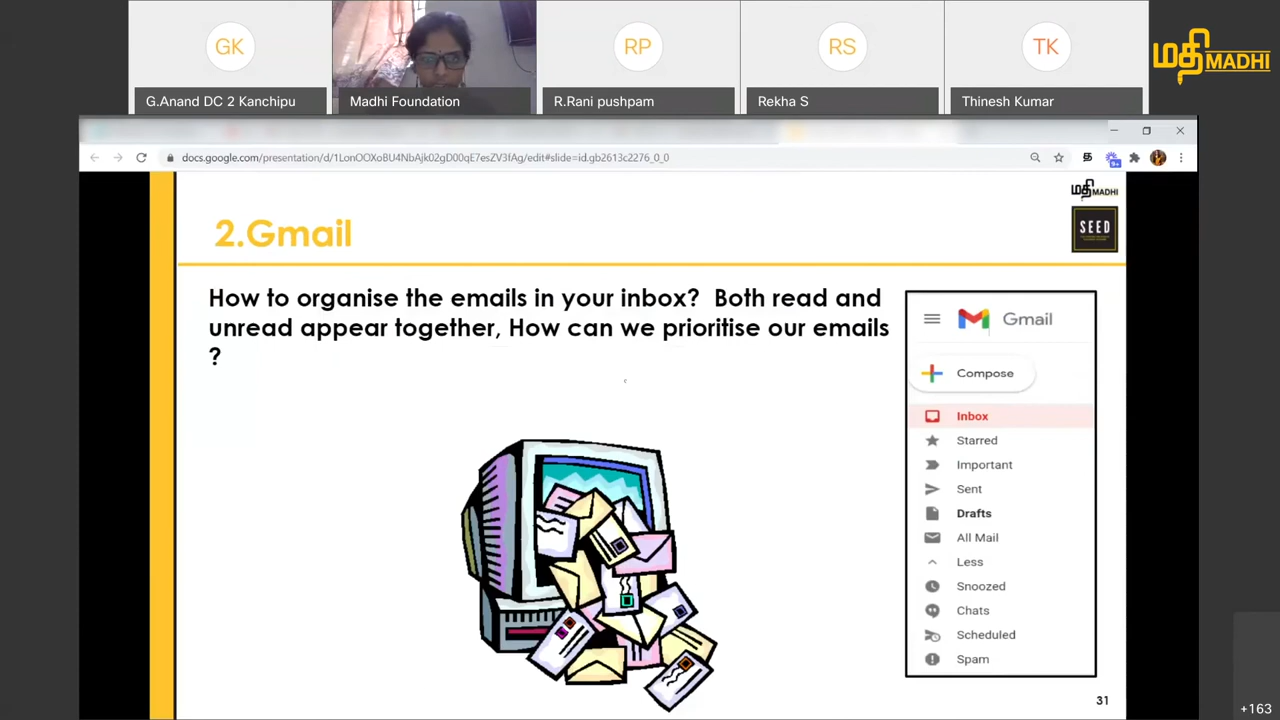 GK
RP
RS
TK
மதி MADHI
G.Anand DC 2 Kanchipu
Madhi Foundation
R.Rani pushpam
Rekha S
Thinesh Kumar
docs.google.com/presentation/d/1LonOOXoBU4NbAjk02gD00qE7esZV3fAg/edit#slide=id.gb2613c2276_0_0
மதி MADHI
SEED
2.Gmail
How to organise the emails in your inbox? Both read and
unread appear together, How can we prioritise our emails
?
Gmail
Compose
Inbox
Starred
Important
Sent
Drafts
All Mail
Less
Snoozed
Chats
Scheduled
Spam
31
+163